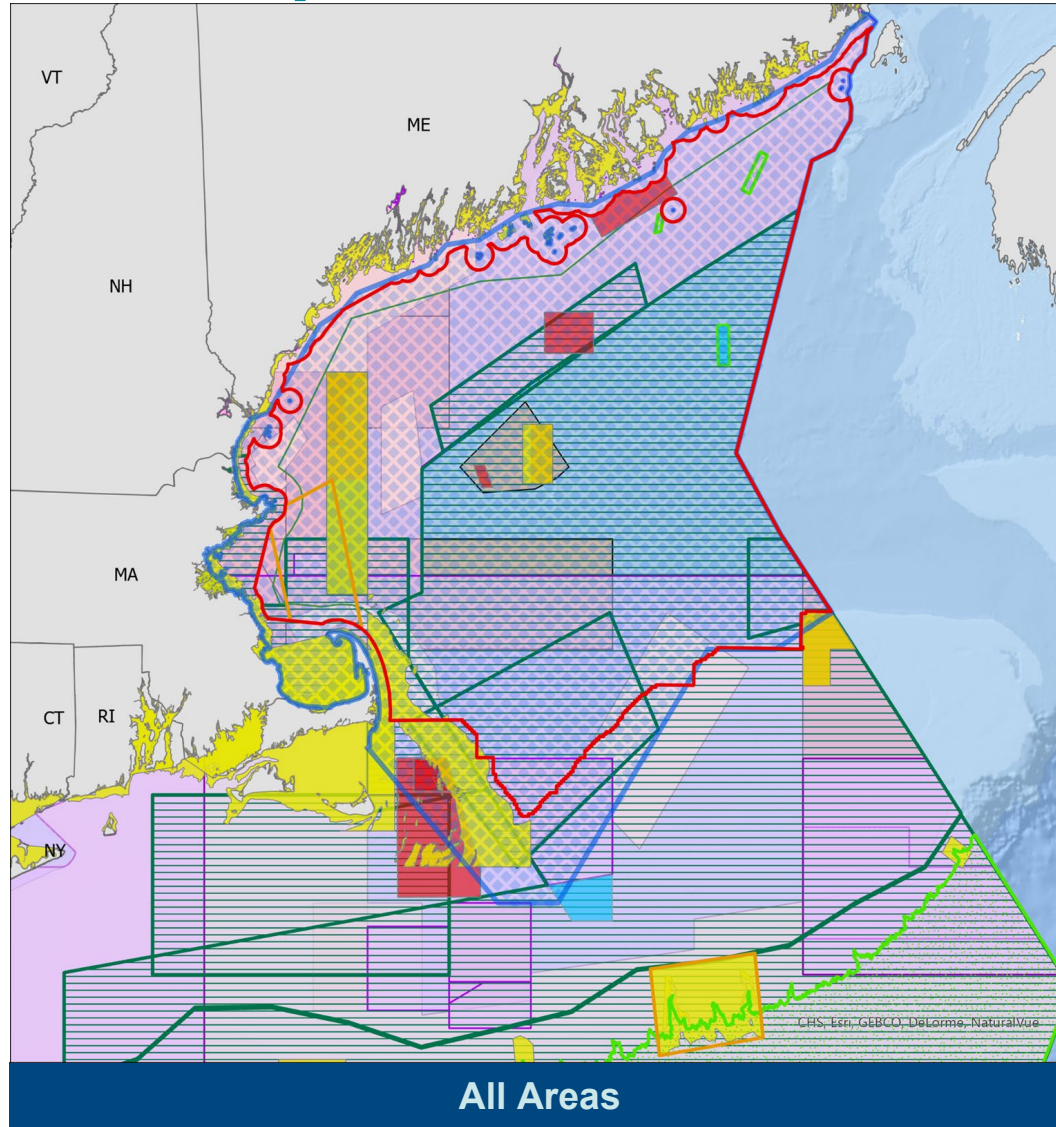 VT
ME
NH
MA
CT
RI
NY
CHS, Esri, GEBCO, DeLorme, NaturalVue
All Areas